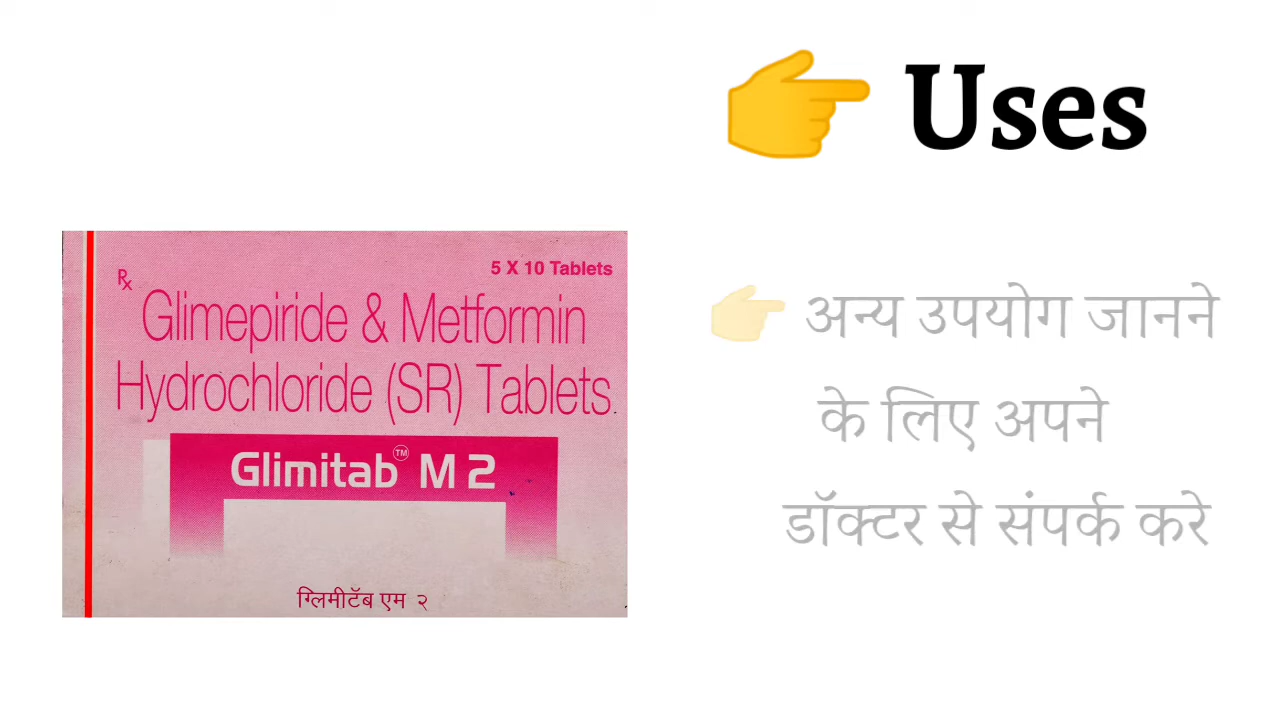 👉 Uses
Rx
5 X 10 Tablets
Glimepiride & Metformin
Hydrochloride (SR) Tablets
Glimitab™ M 2
ग्लिमीटॅब एम २
👉 अन्य उपयोग जानने
के लिए अपने
डॉक्टर से संपर्क करे